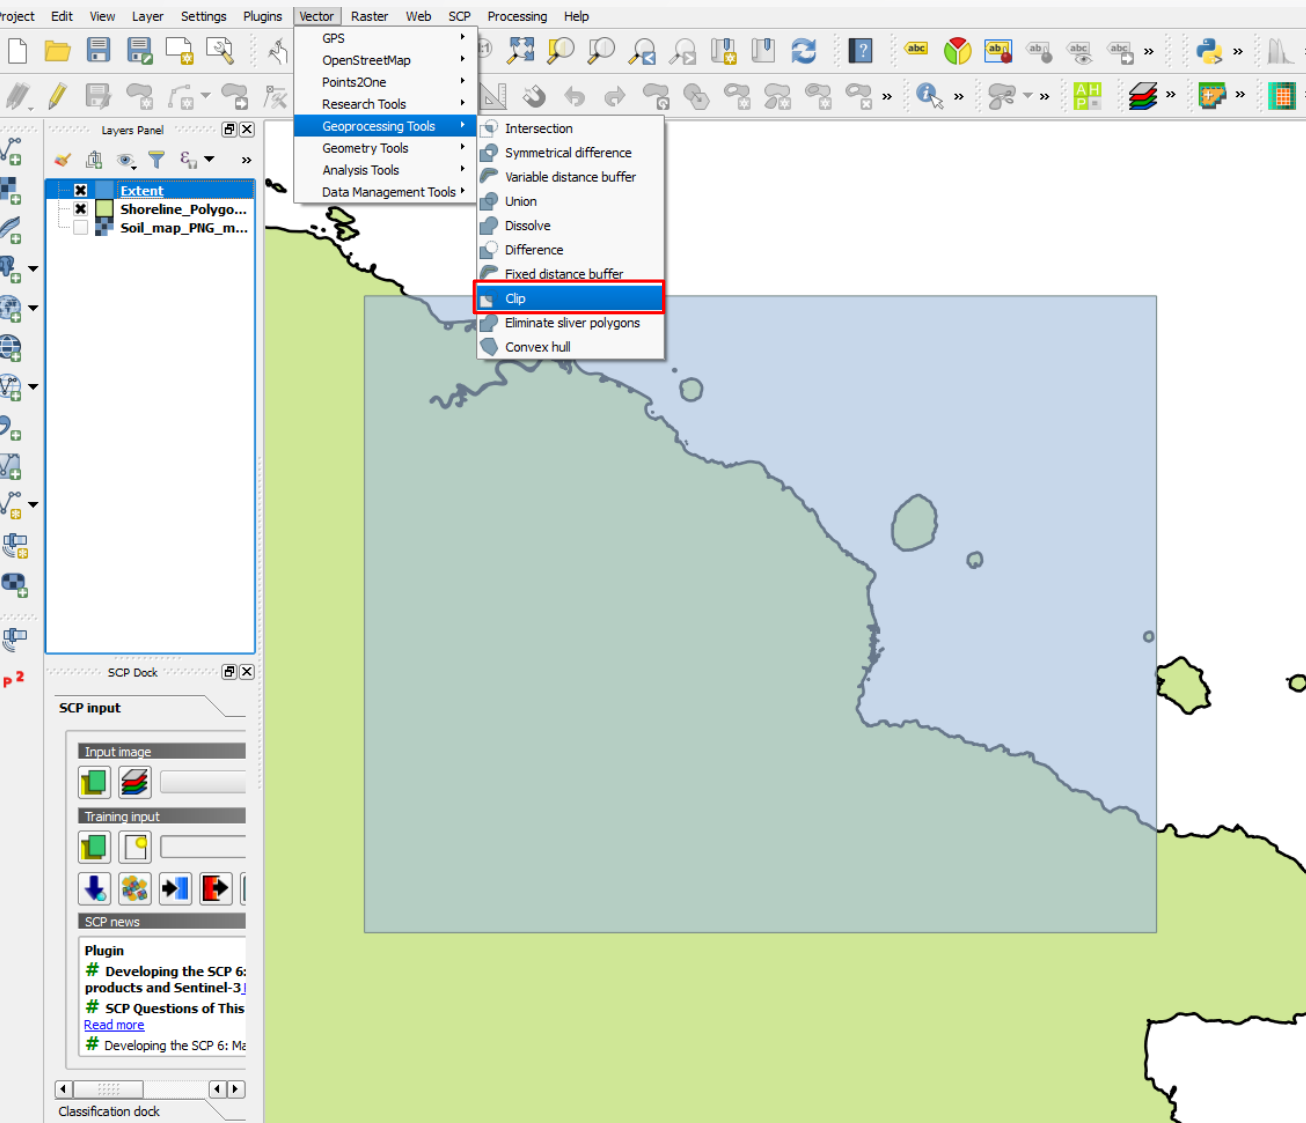 roject Edit View Layer Settings Plugins Vector Raster Web SCP Processing Help
GPS
OpenStreetMap
Points2One
Research Tools
Geoprocessing Tools
Geometry Tools
Analysis Tools
Data Management Tools
Intersection
Symmetrical difference
Variable distance buffer
Union
Dissolve
Difference
Fixed distance buffer
Clip
Eliminate sliver polygons
Convex hull
abc
Layers Panel
Extent
Shoreline_Polygo...
Soil_map_PNG_m...
SCP Dock
P 2
SCP input
Input image
Training input
SCP news
Plugin
# Developing the SCP 6:
products and Sentinel-3
# SCP Questions of This
Read more
# Developing the SCP 6: Ma
Classification dock